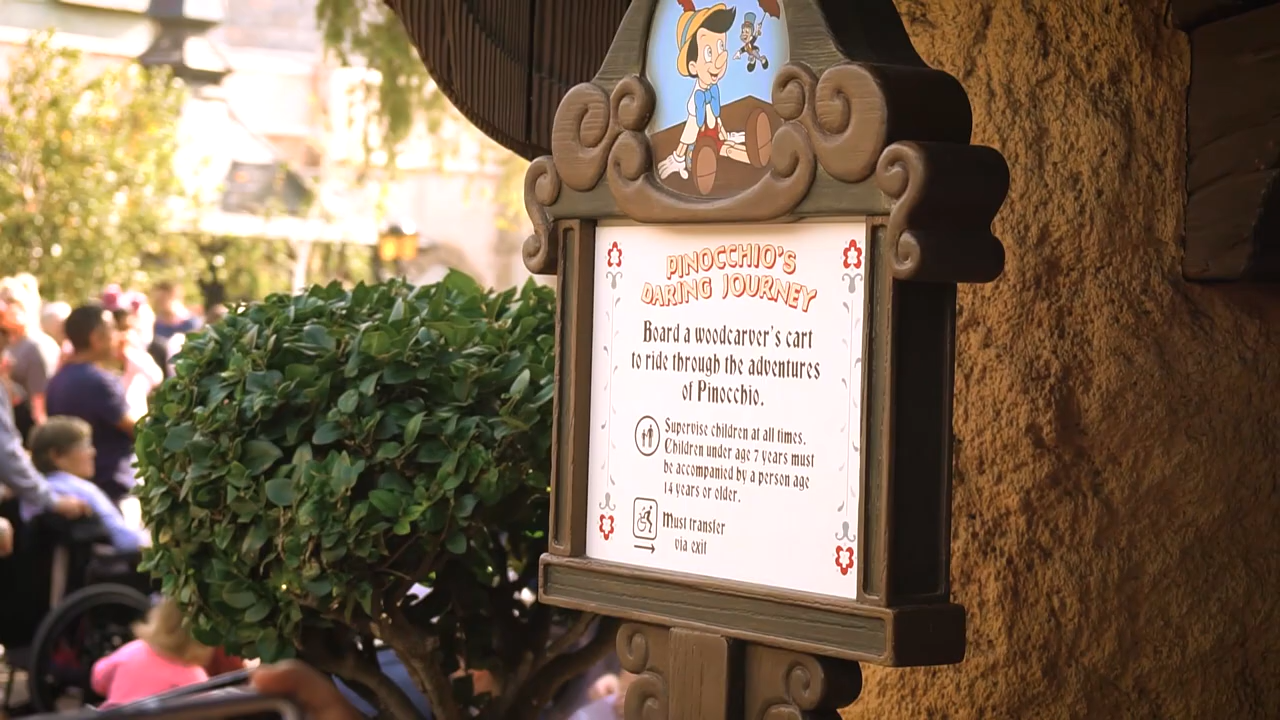 PINOCCHIO'S
DARING JOURNEY
Board a woodcarver's cart
to ride through the adventures
of Pinocchio.
Supervise children at all times.
Children under age 7 years must
be accompanied by a person age
14 years or older.
Must transfer
via exit